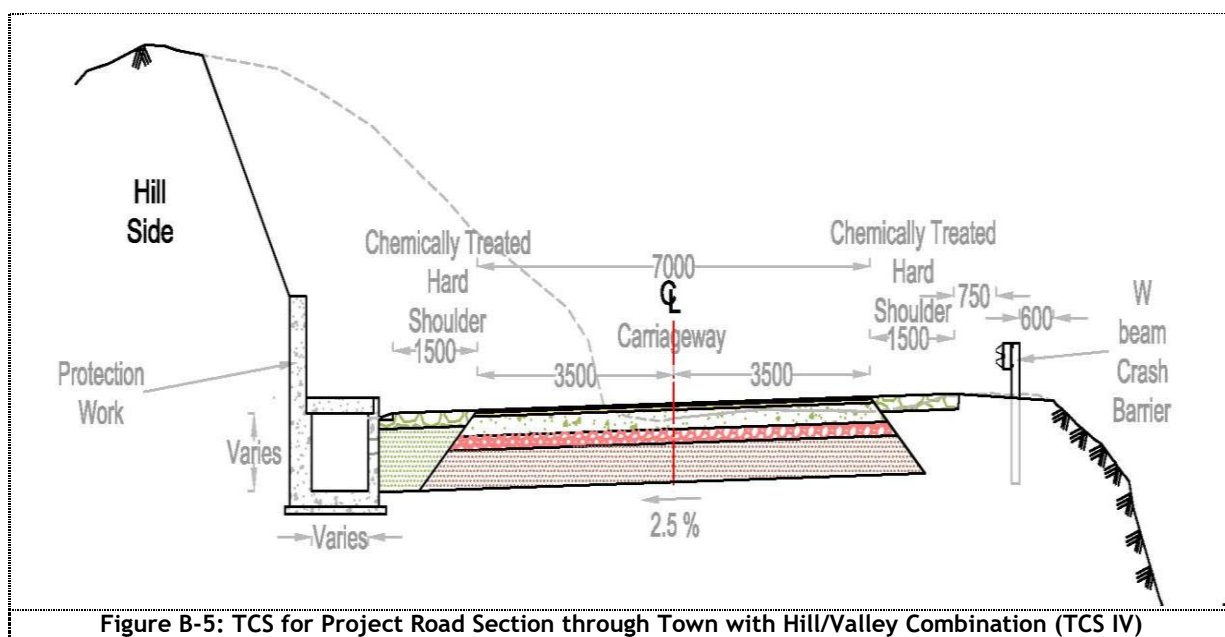 Hill
Side
Chemically Treated
Hard
Shoulder
1500
7000
CL
Carriageway
3500
3500
Chemically Treated
Hard
Shoulder
1500
750
600
W
beam
Crash
Barrier
Protection
Work
Varies
Varies
2.5 %
Figure B-5: TCS for Project Road Section through Town with Hill/Valley Combination (TCS IV)